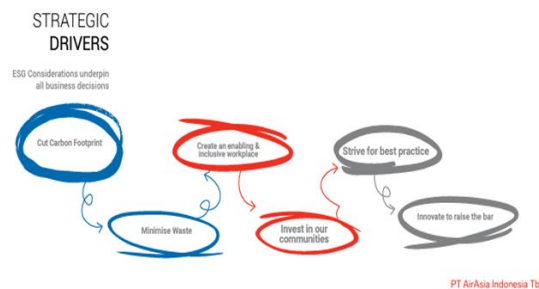 STRATEGIC
DRIVERS
ESG Considerations underpin
all business decisions
Cut Carbon Footprint
Minimise Waste
Create an enabling &
inclusive workplace
Invest in our
communities
Strive for best practice
Innovate to raise the bar
PT AirAsia Indonesia Tb